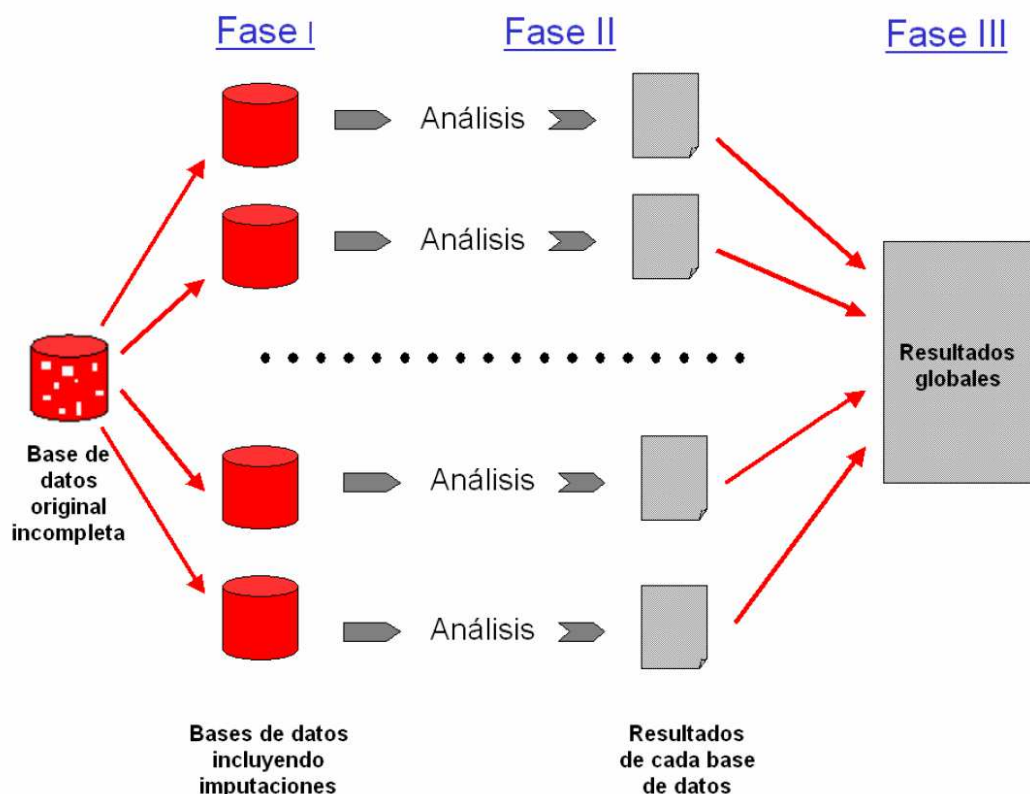 Fase I
Fase II
Fase III
Análisis
Análisis
Base de
datos
original
incompleta
Resultados
globales
Análisis
Análisis
Bases de datos
incluyendo
imputaciones
Resultados
de cada base
de datos